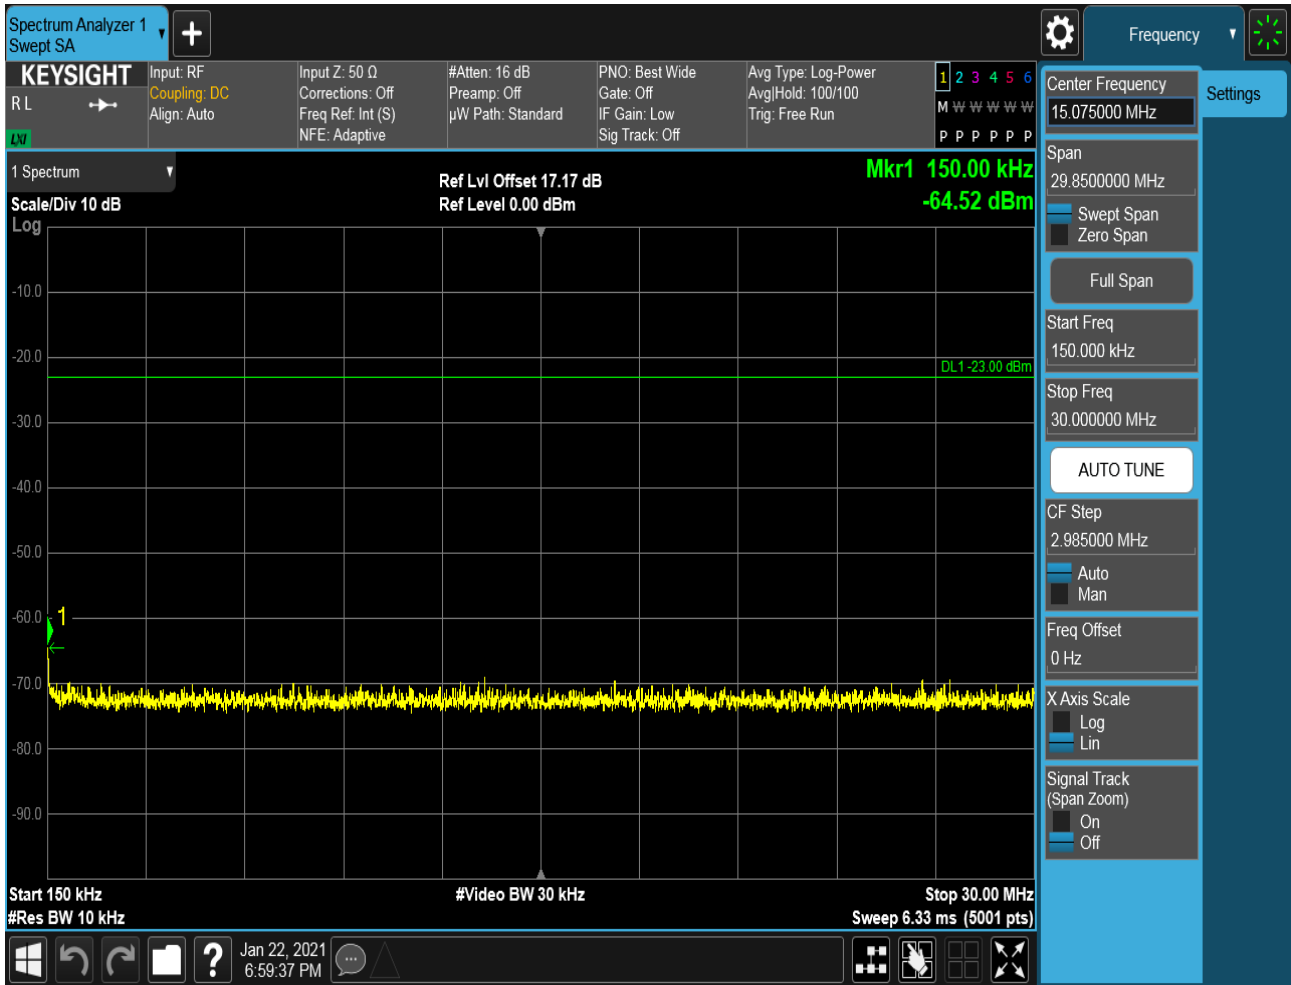 Spectrum Analyzer 1
Swept SA
Frequency
KEYSIGHT
R L
LXI
Input: RF
Coupling: DC
Align: Auto
Input Z: 50 Ω
Corrections: Off
Freq Ref: Int (S)
NFE: Adaptive
#Atten: 16 dB
Preamp: Off
µW Path: Standard
PNO: Best Wide
Gate: Off
IF Gain: Low
Sig Track: Off
Avg Type: Log-Power
Avg|Hold: 100/100
Trig: Free Run
1 2 3 4 5 6
M W W W W W
P P P P P P
1 Spectrum
Scale/Div 10 dB
Log
Ref Lvl Offset 17.17 dB
Ref Level 0.00 dBm
Mkr1 150.00 kHz
-64.52 dBm
-10.0
-20.0
DL1 -23.00 dBm
-30.0
-40.0
-50.0
-60.0
1
-70.0
-80.0
-90.0
Start 150 kHz
#Video BW 30 kHz
Stop 30.00 MHz
#Res BW 10 kHz
Sweep 6.33 ms (5001 pts)
?
Jan 22, 2021
6:59:37 PM
Center Frequency
15.075000 MHz
Settings
Span
29.8500000 MHz
Swept Span
Zero Span
Full Span
Start Freq
150.000 kHz
Stop Freq
30.000000 MHz
AUTO TUNE
CF Step
2.985000 MHz
Auto
Man
Freq Offset
0 Hz
X Axis Scale
Log
Lin
Signal Track
(Span Zoom)
On
Off